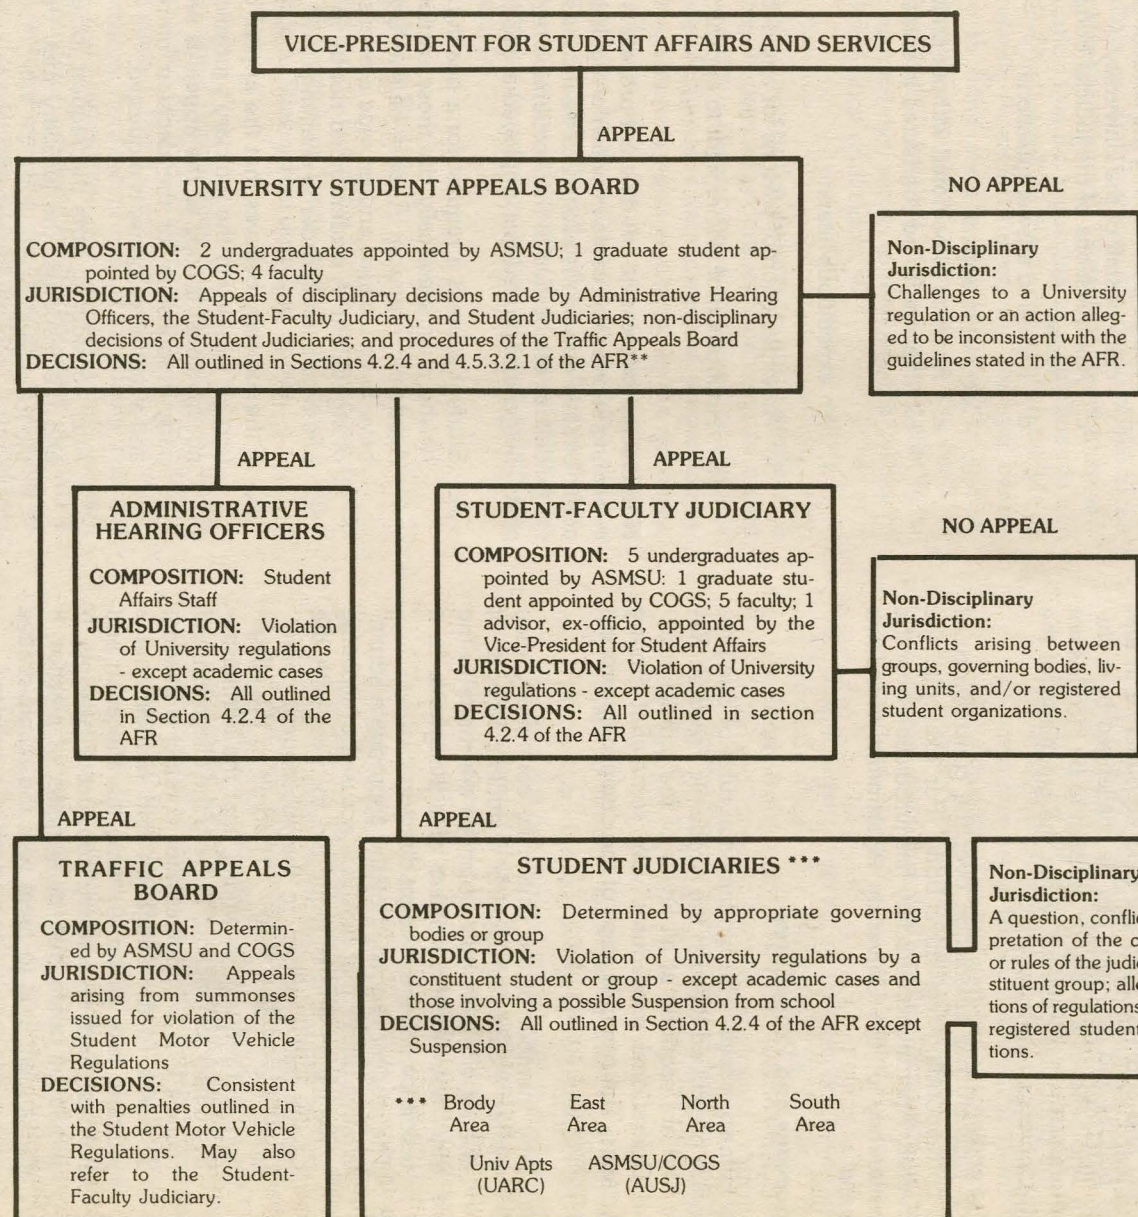 VICE-PRESIDENT FOR STUDENT AFFAIRS AND SERVICES
APPEAL
UNIVERSITY STUDENT APPEALS BOARD
COMPOSITION: 2 undergraduates appointed by ASMSU; 1 graduate student ap-
pointed by COGS; 4 faculty
JURISDICTION: Appeals of disciplinary decisions made by Administrative Hearing
Officers, the Student-Faculty Judiciary, and Student Judiciaries; non-disciplinary
decisions of Student Judiciaries; and procedures of the Traffic Appeals Board
DECISIONS: All outlined in Sections 4.2.4 and 4.5.3.2.1 of the AFR**
NO APPEAL
Non-Disciplinary
Jurisdiction:
Challenges to a University
regulation or an action alleg-
ed to be inconsistent with the
guidelines stated in the AFR.
APPEAL
ADMINISTRATIVE
HEARING OFFICERS
COMPOSITION: Student
Affairs Staff
JURISDICTION: Violation
of University regulations
- except academic cases
DECISIONS: All outlined
in Section 4.2.4 of the
AFR
APPEAL
STUDENT-FACULTY JUDICIARY
COMPOSITION: 5 undergraduates ap-
pointed by ASMSU: 1 graduate stu-
dent appointed by COGS; 5 faculty; 1
advisor, ex-officio, appointed by the
Vice-President for Student Affairs
JURISDICTION: Violation of University
regulations - except academic cases
DECISIONS: All outlined in section
4.2.4 of the AFR
NO APPEAL
Non-Disciplinary
Jurisdiction:
Conflicts arising between
groups, governing bodies, liv-
ing units, and/or registered
student organizations.
APPEAL
TRAFFIC APPEALS
BOARD
COMPOSITION: Determin-
ed by ASMSU and COGS
JURISDICTION: Appeals
arising from summonses
issued for violation of the
Student Motor Vehicle
Regulations
DECISIONS: Consistent
with penalties outlined in
the Student Motor Vehicle
Regulations. May also
refer to the Student-
Faculty Judiciary.
APPEAL
STUDENT JUDICIARIES ***
COMPOSITION: Determined by appropriate governing
bodies or group
JURISDICTION: Violation of University regulations by a
constituent student or group - except academic cases and
those involving a possible Suspension from school
DECISIONS: All outlined in Section 4.2.4 of the AFR except
Suspension
*** Brody East North South
Area Area Area Area
Univ Apts ASMSU/COGS
(UARC) (AUSJ)
Non-Disciplinary
Jurisdiction:
A question,
pretation of the
or rules of the
stituent group;
tions of regulations
registered student
tions.